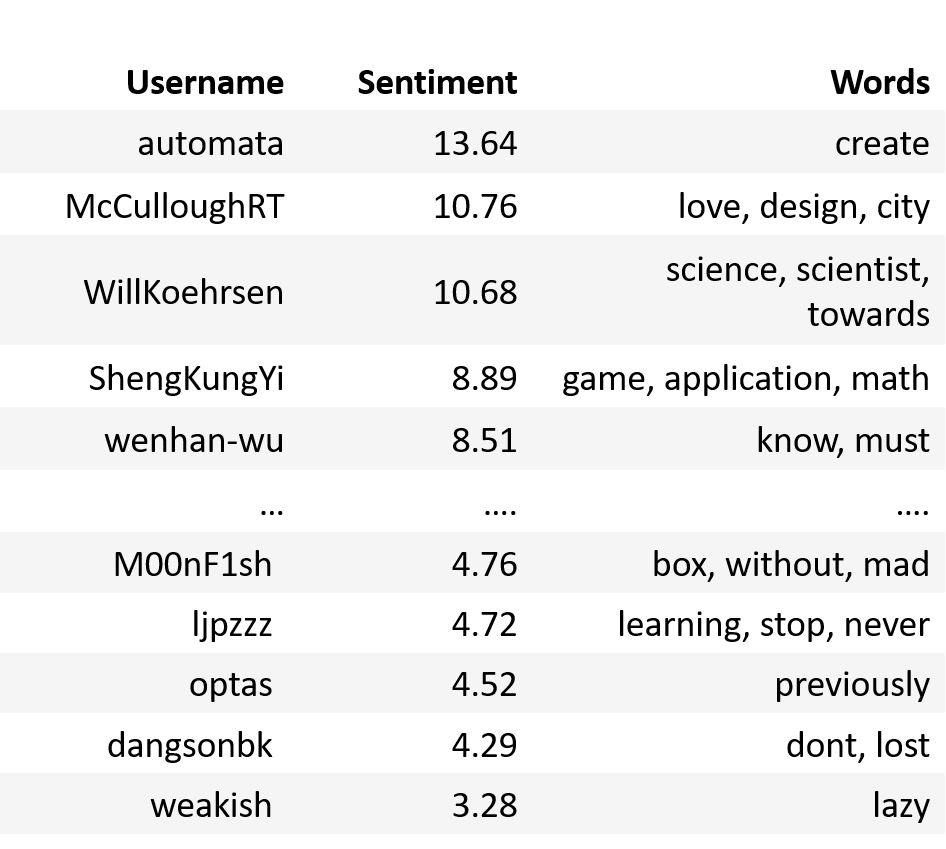 Username Sentiment Words
automata 13.64 create
McCulloughRT 10.76 love, design, city
WillKoehrsen 10.68 science, scientist,
towards
ShengKungYi 8.89 game, application, math
wenhan-wu 8.51 know, must
... .... ....
M00nF1sh 4.76 box, without, mad
ljpzzz 4.72 learning, stop, never
optas 4.52 previously
dangsonbk 4.29 dont, lost
weakish 3.28 lazy